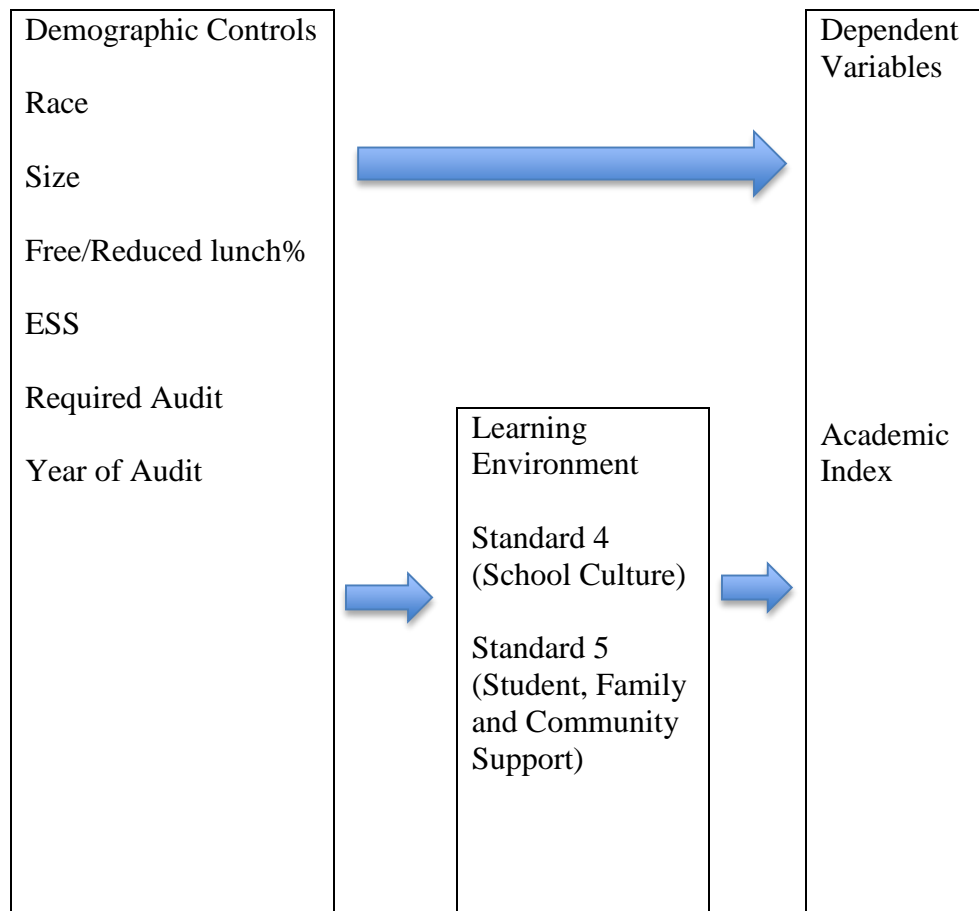 Demographic Controls
Race
Size
Free/Reduced lunch%
ESS
Required Audit
Year of Audit
Learning
Environment
Standard 4
(School Culture)
Standard 5
(Student, Family
and Community
Support)
Dependent
Variables
Academic
Index